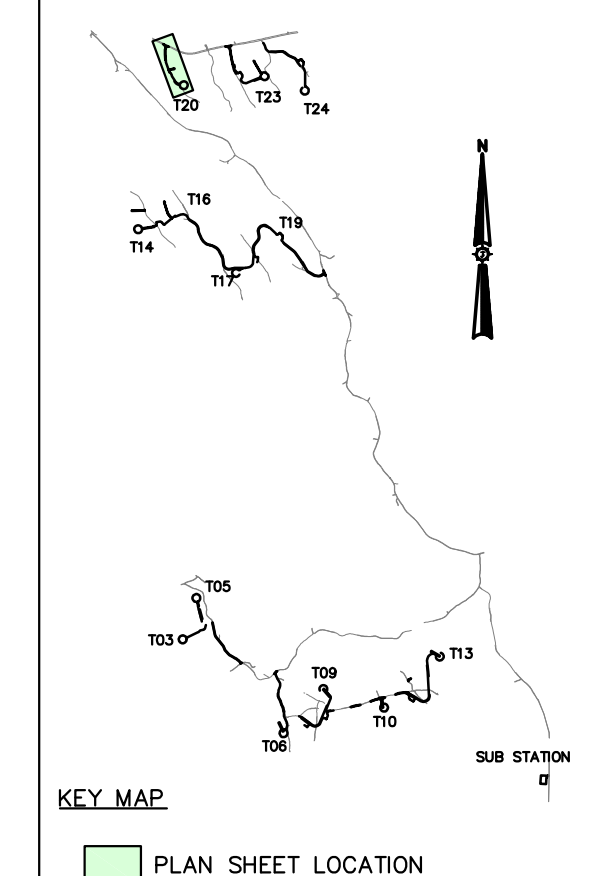 T20
T23
T24
N
T16
T19
T14
T17
T05
T03
T13
T09
T10
T06
SUB STATION
KEY MAP
PLAN SHEET LOCATION